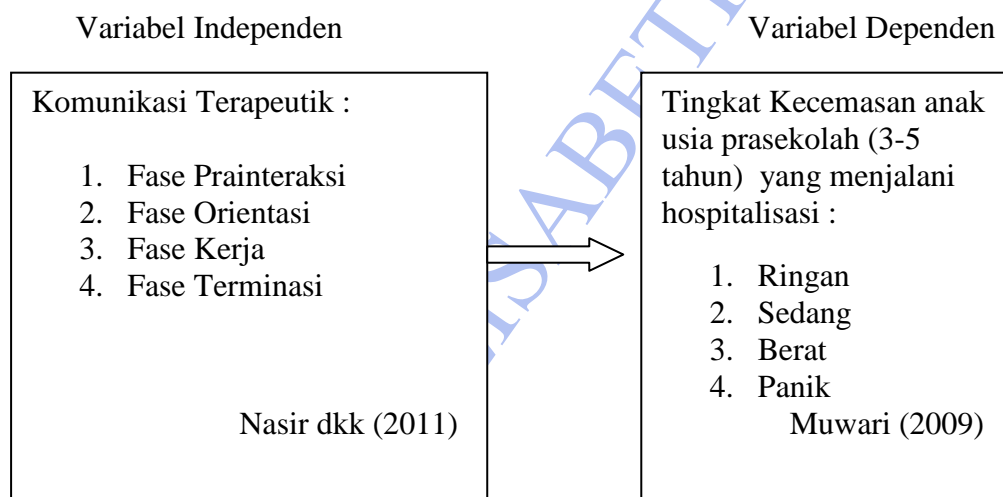 Variabel Independen
Variabel Dependen
Komunikasi Terapeutik :
1. Fase Prainteraksi
2. Fase Orientasi
3. Fase Kerja
4. Fase Terminasi
Nasir dkk (2011)
Tingkat Kecemasan anak
usia prasekolah (3-5
tahun) yang menjalani
hospitalisasi :
1. Ringan
2. Sedang
3. Berat
4. Panik
Muwari (2009)